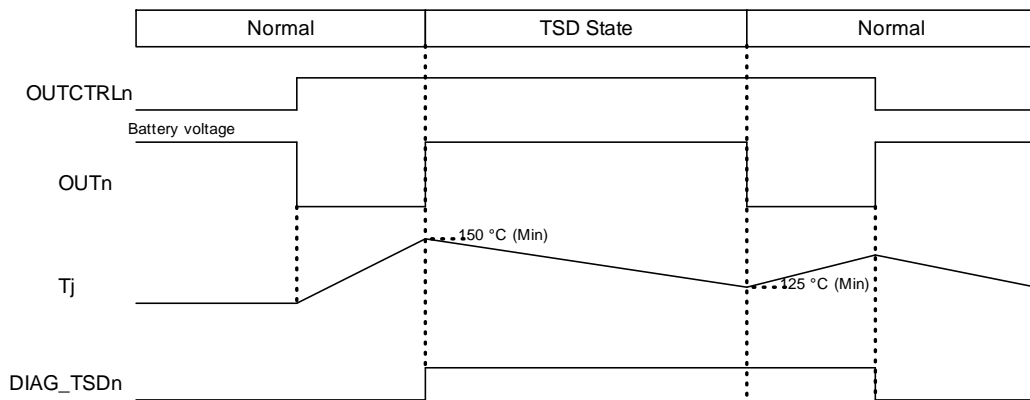 Normal TSD State Normal
OUTCTRLn
Battery voltage
OUTn
150 °C (Min)
Tj
125 °C (Min)
DIAG_TSDn